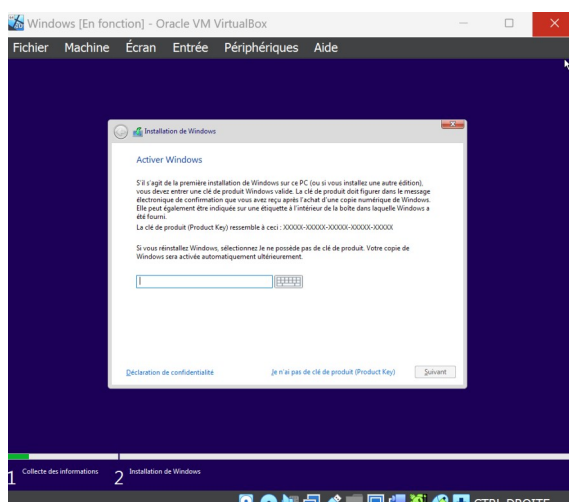 Windows [En fonction] - Oracle VM VirtualBox
Fichier Machine Écran Entrée Périphériques Aide
Installation de Windows
Activer Windows
S'il s'agit de la première installation de Windows sur ce PC (ou si vous installez une autre édition),
vous devez entrer une clé de produit Windows valide. La clé de produit doit figurer dans le message
électronique de confirmation que vous avez reçu après l'achat d'une copie numérique de Windows.
Elle peut également être indiquée sur une étiquette à l'intérieur de la boîte dans laquelle Windows a
été fourni.
La clé de produit (Product Key) ressemble à ceci : XXXXX-XXXXX-XXXXX-XXXXX-XXXXX
Si vous réinstallez Windows, sélectionnez Je ne possède pas de clé de produit. Votre copie de
Windows sera activée automatiquement ultérieurement.
Déclaration de confidentialité Je n'ai pas de clé de produit (Product Key) Suivant
1 Collecte des informations 2 Installation de Windows
CTRL DROITE